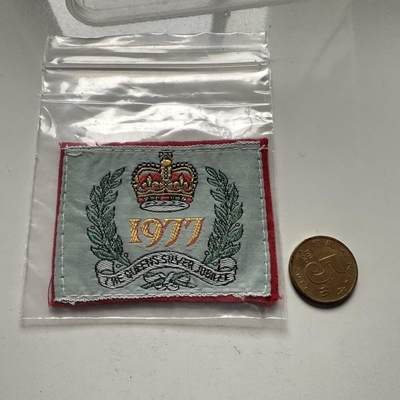 1977
THE QUEEN'S SILVER JUBILEE